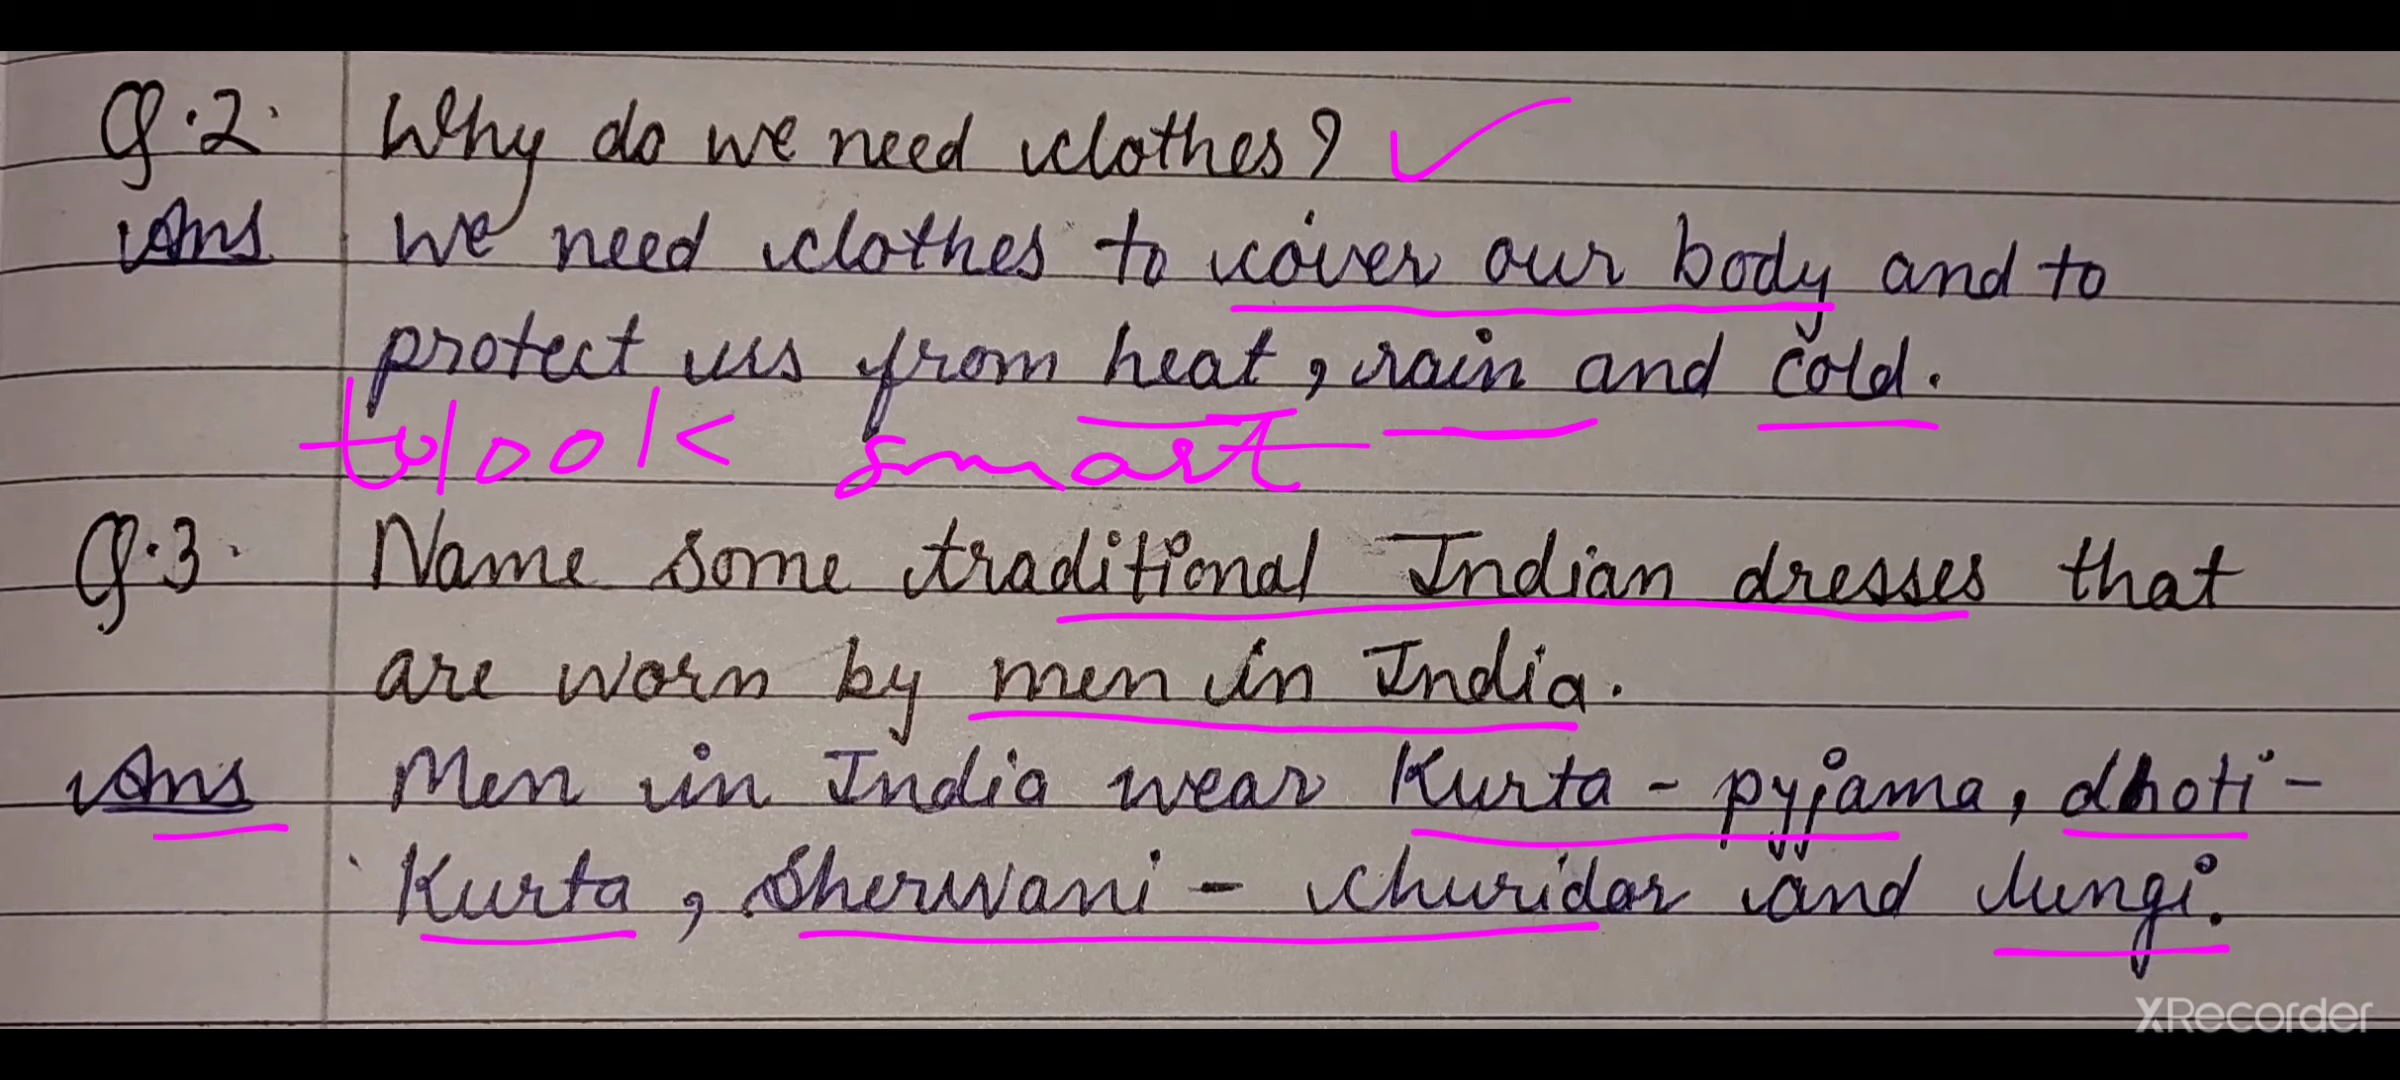 Q.2. Why do we need clothes?
Ans We need clothes to cover our body and to
protect us from heat, rain and cold.
to look smart
Q.3. Name some traditional Indian dresses that
are worn by men in India.
Ans Men in India wear Kurta - pyjama, dhoti -
Kurta, Sherwani - churidar and lungi.
XRecorder